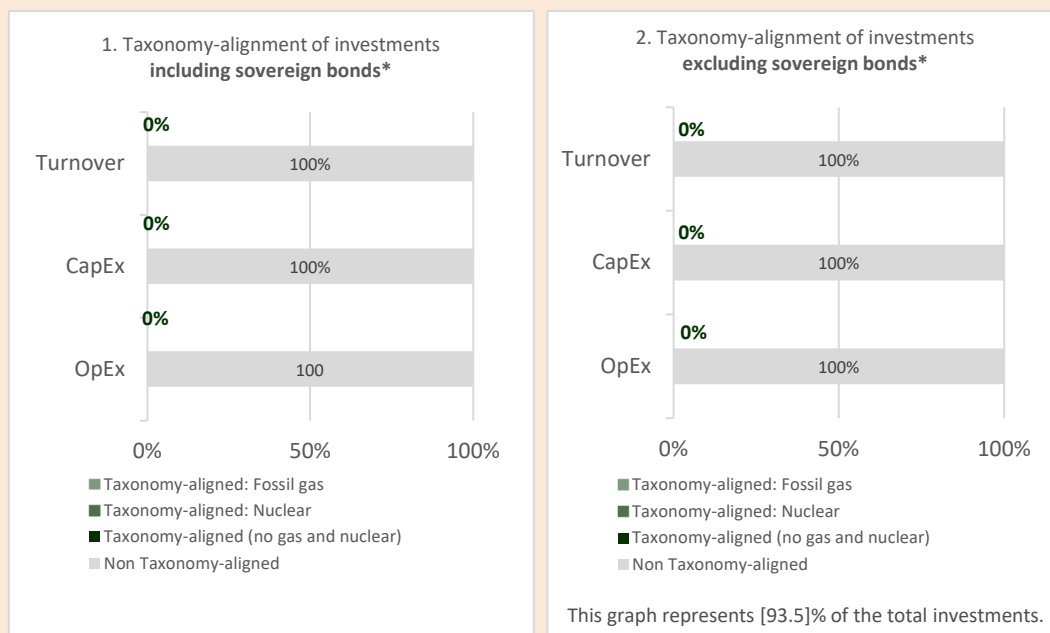 1. Taxonomy-alignment of investments
including sovereign bonds*
0%
Turnover
100%
0%
CapEx
100%
0%
OpEx
100
0%
50%
100%
Taxonomy-aligned: Fossil gas
Taxonomy-aligned: Nuclear
Taxonomy-aligned (no gas and nuclear)
Non Taxonomy-aligned
2. Taxonomy-alignment of investments
excluding sovereign bonds*
0%
Turnover
100%
0%
CapEx
100%
0%
OpEx
100%
0%
50%
100%
Taxonomy-aligned: Fossil gas
Taxonomy-aligned: Nuclear
Taxonomy-aligned (no gas and nuclear)
Non Taxonomy-aligned
This graph represents [93.5]% of the total investments.